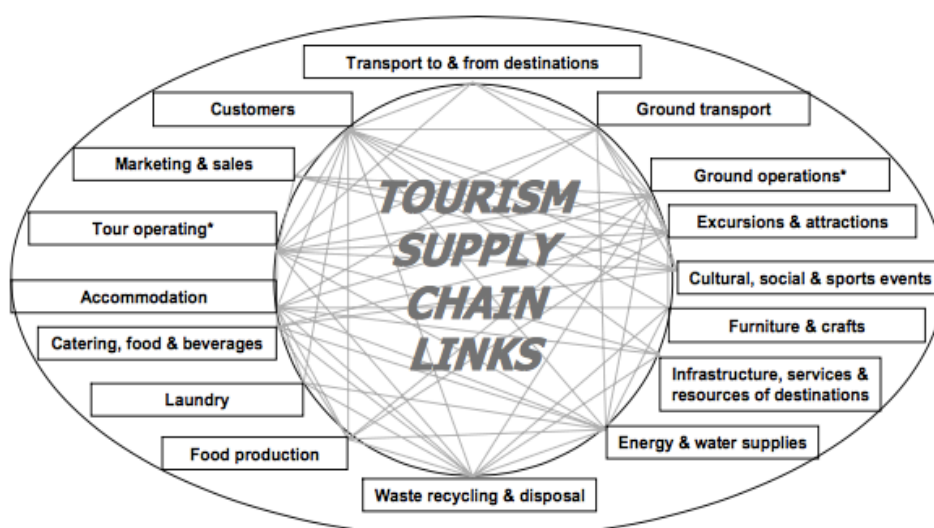 Transport to & from destinations
Customers
Ground transport
Marketing & sales
Ground operations*
Tour operating*
Excursions & attractions
Accommodation
Cultural, social & sports events
Catering, food & beverages
Furniture & crafts
Laundry
Infrastructure, services &
resources of destinations
Food production
Energy & water supplies
Waste recycling & disposal
TOURISM
SUPPLY
CHAIN
LINKS